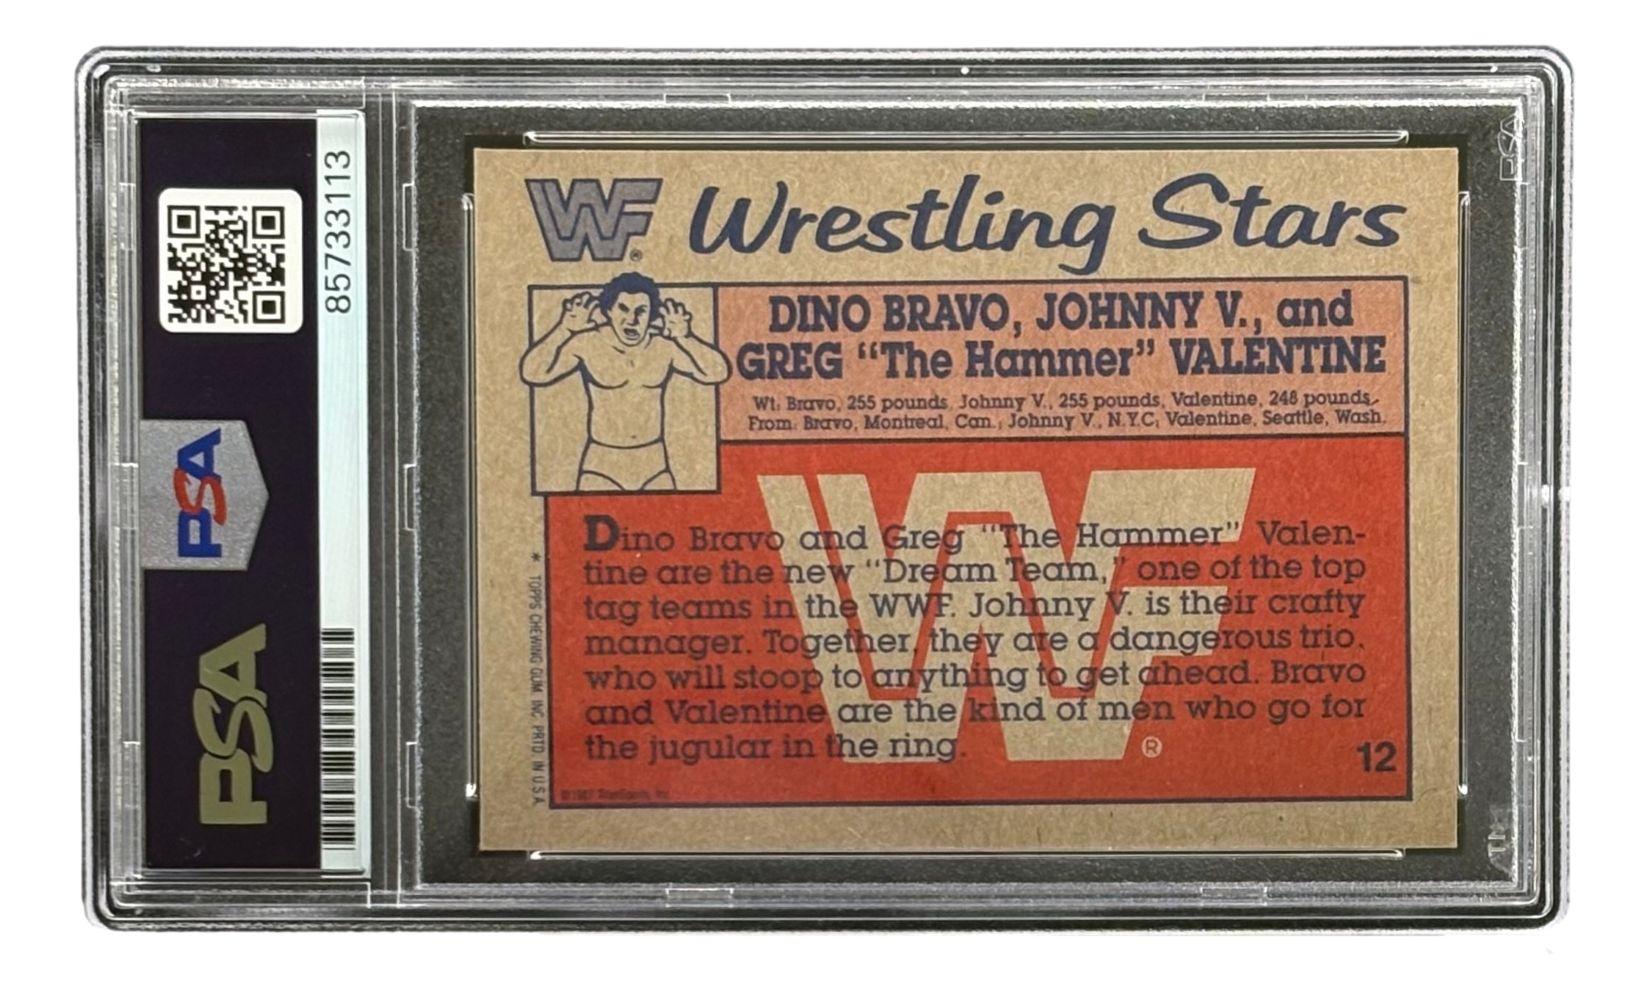 85733113
PSA
PSA
WF®
Wrestling Stars
DINO BRAVO, JOHNNY V., and
GREG “The Hammer” VALENTINE
Wt: Bravo, 255 pounds, Johnny V., 255 pounds, Valentine, 248 pounds.
From: Bravo, Montreal, Can.; Johnny V., N.Y.C; Valentine, Seattle, Wash.
Dino Bravo and Greg “The Hammer” Valen-
tine are the new “Dream Team,” one of the top
tag teams in the WWF. Johnny V. is their crafty
manager. Together, they are a dangerous trio,
who will stoop to anything to get ahead. Bravo
and Valentine are the kind of men who go for
the jugular in the ring.
WF®
12
* TOPPS CHEWING GUM, INC. PRTD IN U.S.A.
©1987 TitanSports, Inc.
PSA